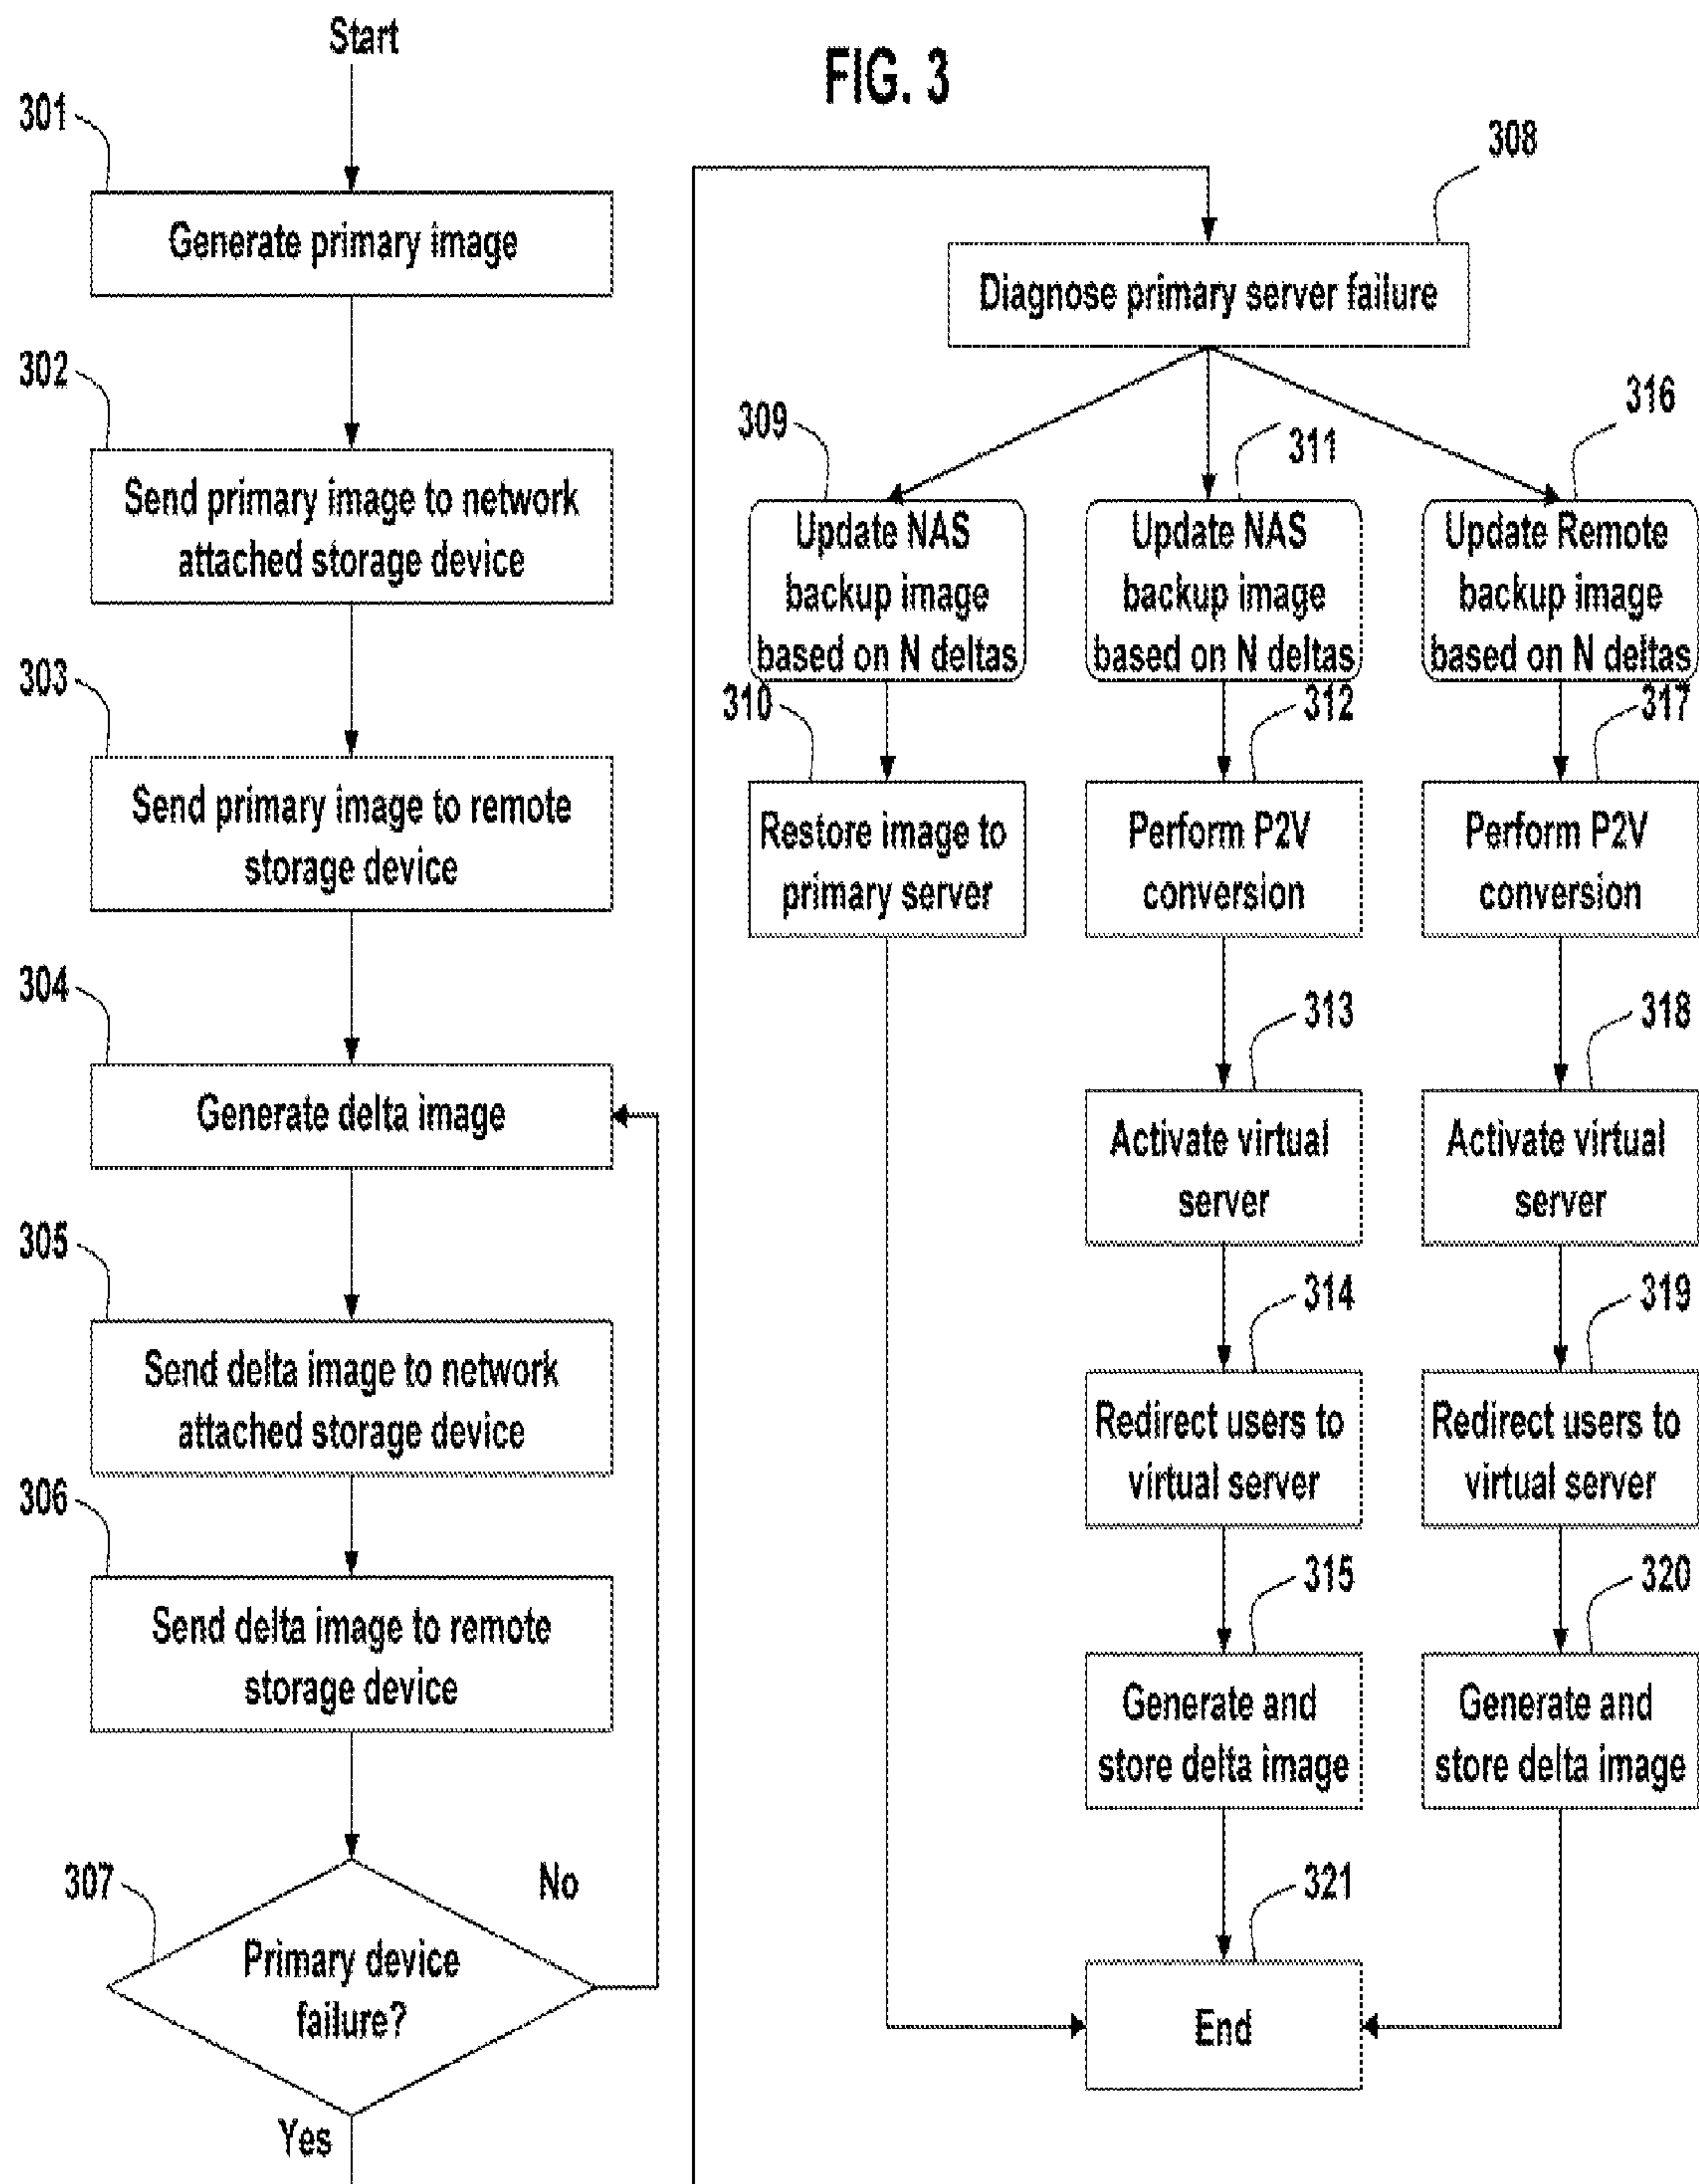 Start
FIG. 3
301
Generate primary image
302
Send primary image to network
attached storage device
303
Send primary image to remote
storage device
304
Generate delta image
305
Send delta image to network
attached storage device
306
Send delta image to remote
storage device
307
No
Primary device
failure?
Yes
308
Diagnose primary server failure
309
Update NAS
backup image
based on N deltas
310
Restore image to
primary server
311
Update NAS
backup image
based on N deltas
312
Perform P2V
conversion
313
Activate virtual
server
314
Redirect users to
virtual server
315
Generate and
store delta image
316
Update Remote
backup image
based on N deltas
317
Perform P2V
conversion
318
Activate virtual
server
319
Redirect users to
virtual server
320
Generate and
store delta image
321
End